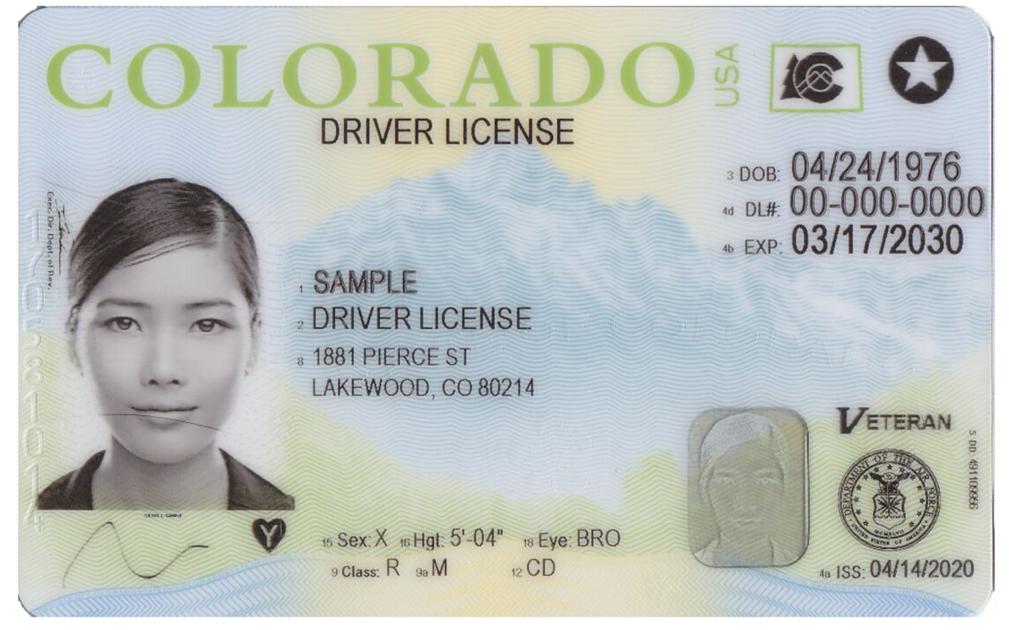 COLORADO
USA
DRIVER LICENSE
3 DOB: 04/24/1976
4d DL#: 00-000-0000
4b EXP: 03/17/2030
Exec. Dir. Dept. of Rev.
1 SAMPLE
2 DRIVER LICENSE
8 1881 PIERCE ST
LAKEWOOD, CO 80214
VETERAN
DEPARTMENT OF THE AIR FORCE
MCMXLVII
UNITED STATES OF AMERICA
Y
15 Sex: X 16 Hgt: 5'-04" 18 Eye: BRO
9 Class: R 9a M 12 CD
4a ISS: 04/14/2020